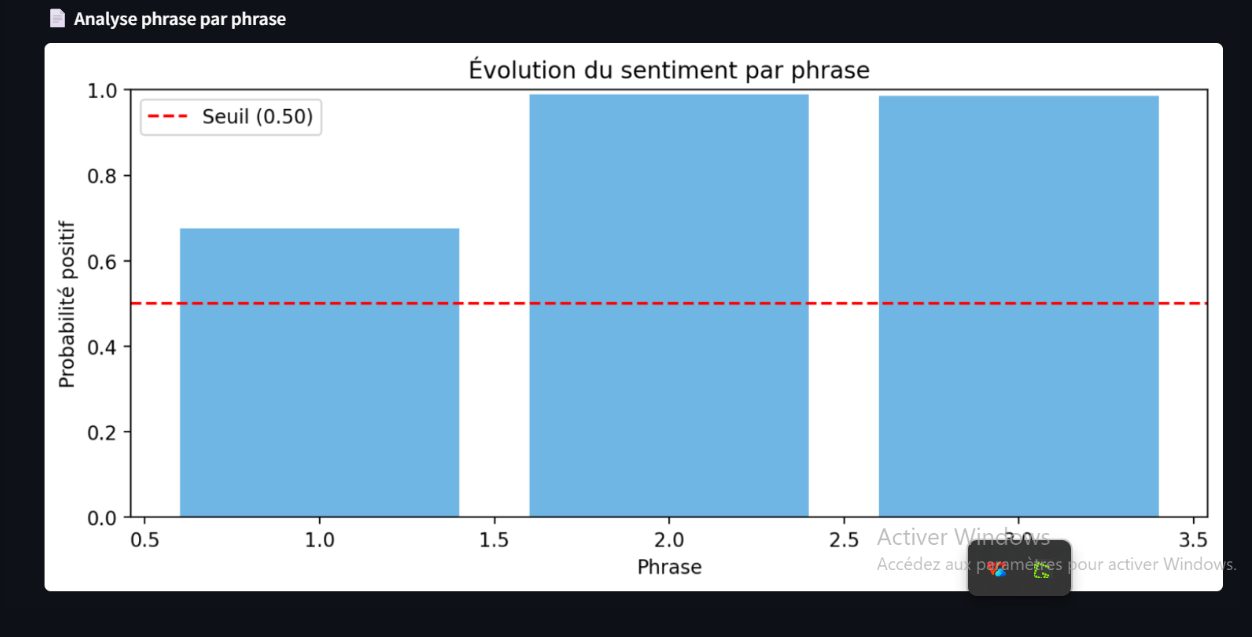 Analyse phrase par phrase
Évolution du sentiment par phrase
1.0
Seuil (0.50)
0.8
0.6
0.4
0.2
0.0
Probabilité positif
0.5 1.0 1.5 2.0 2.5 3.0 3.5
Phrase
Activer Windows
Accédez aux paramètres pour activer Windows.